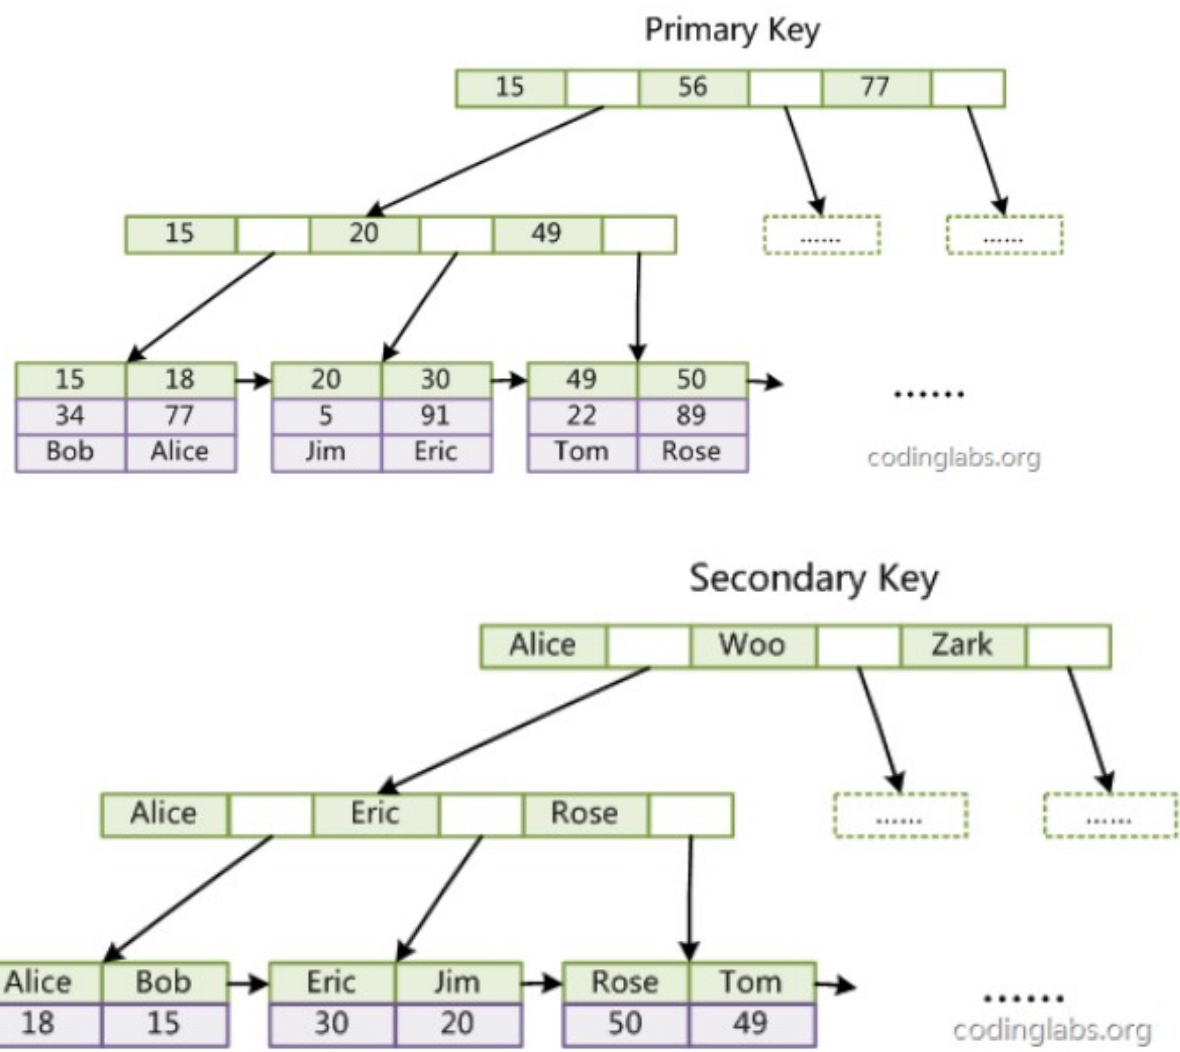 Primary Key
15 56 77
15 20 49 ...... ......
15 18 20 30 49 50
34 77 5 91 22 89 ......
Bob Alice Jim Eric Tom Rose
codinglabs.org
Secondary Key
Alice Woo Zark
Alice Eric Rose ...... ......
Alice Bob Eric Jim Rose Tom
18 15 30 20 50 49 ......
codinglabs.org